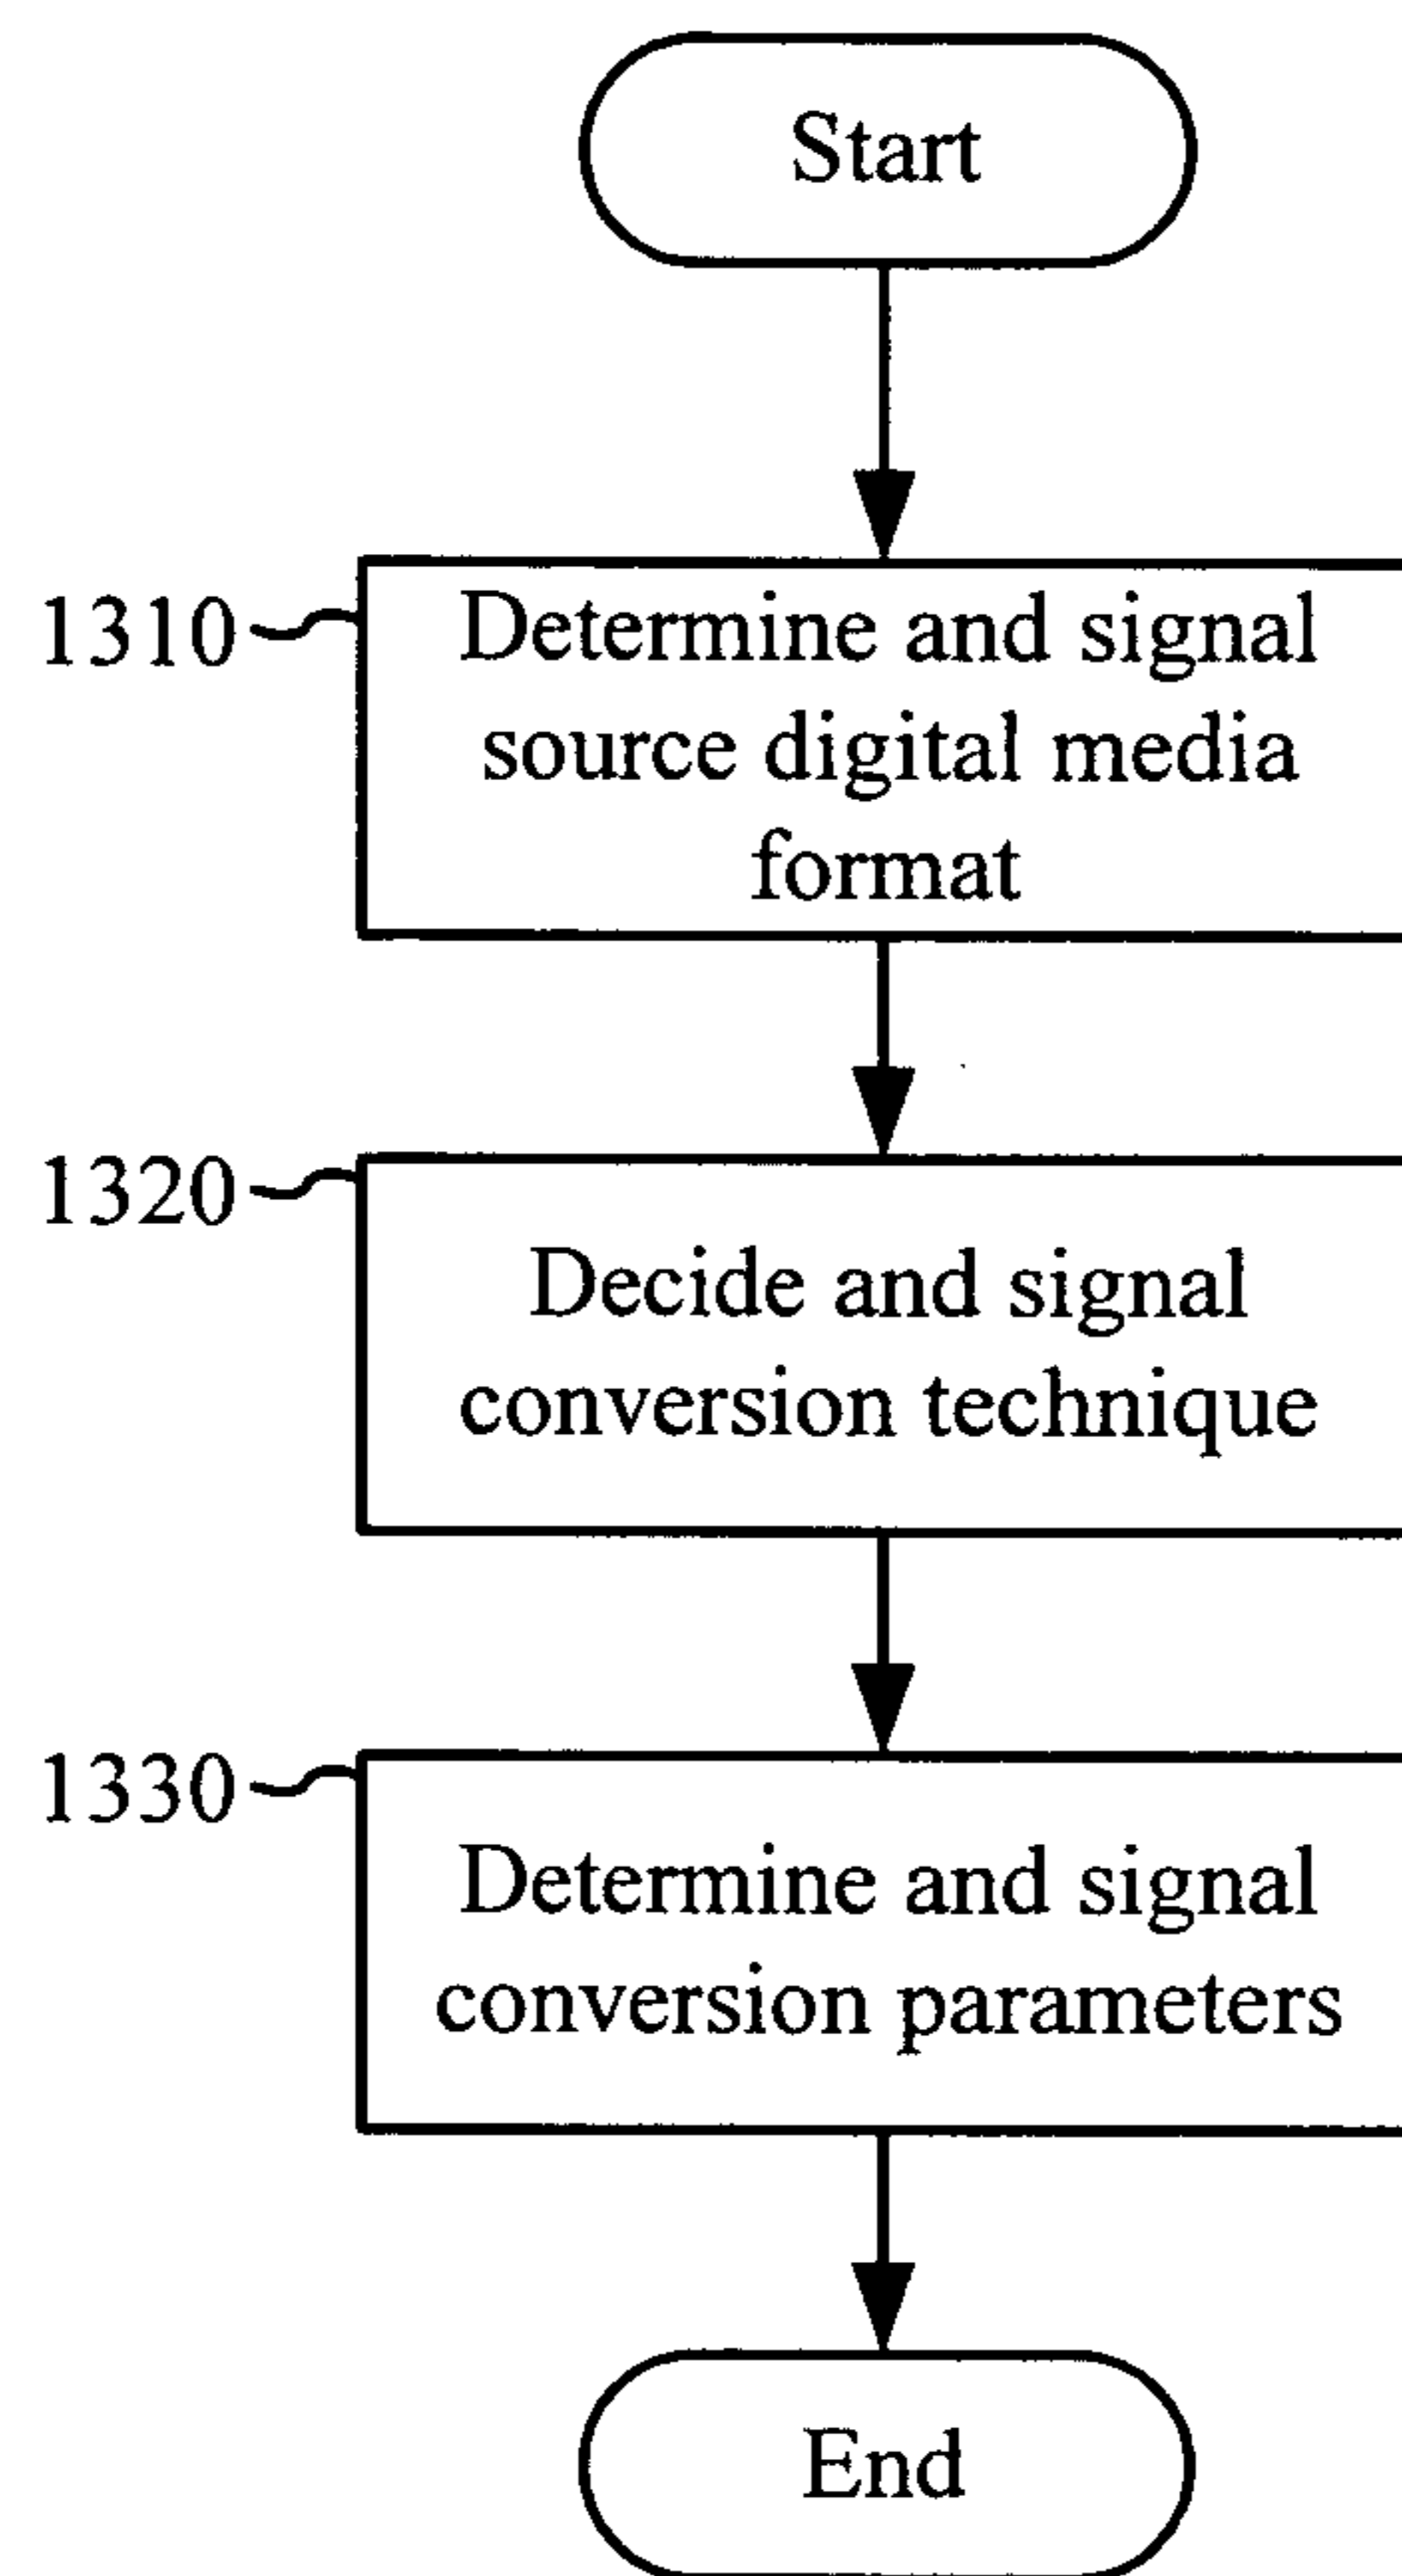 Start
1310
Determine and signal
source digital media
format
1320
Decide and signal
conversion technique
1330
Determine and signal
conversion parameters
End